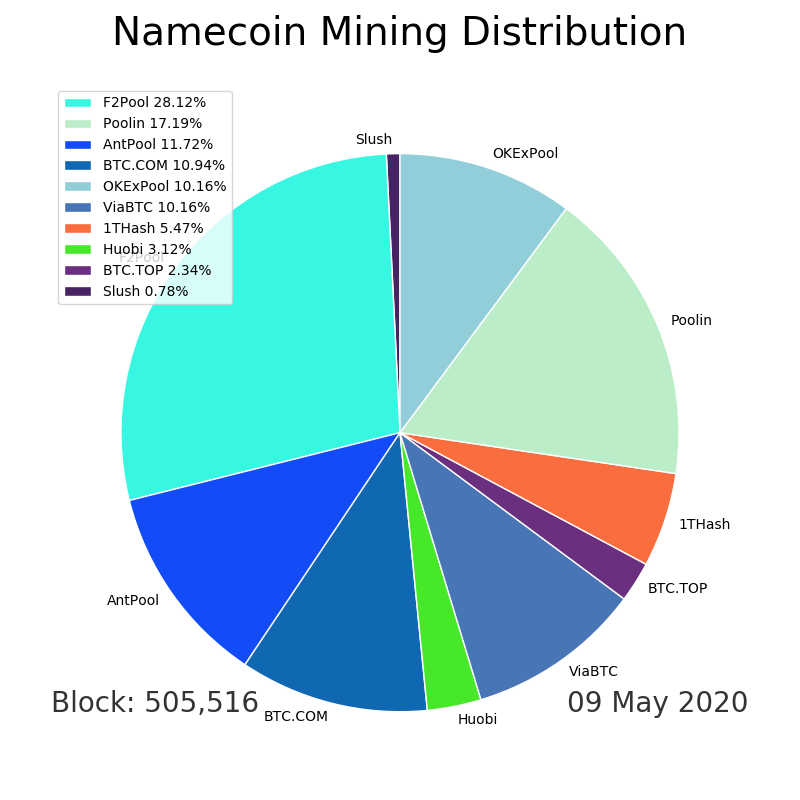 Namecoin Mining Distribution
F2Pool 28.12%
Poolin 17.19%
AntPool 11.72%
BTC.COM 10.94%
OKExPool 10.16%
ViaBTC 10.16%
1THash 5.47%
Huobi 3.12%
BTC.TOP 2.34%
Slush 0.78%
Slush
OKExPool
F2Pool
Poolin
1THash
BTC.TOP
AntPool
ViaBTC
Block: 505,516
09 May 2020
BTC.COM
Huobi